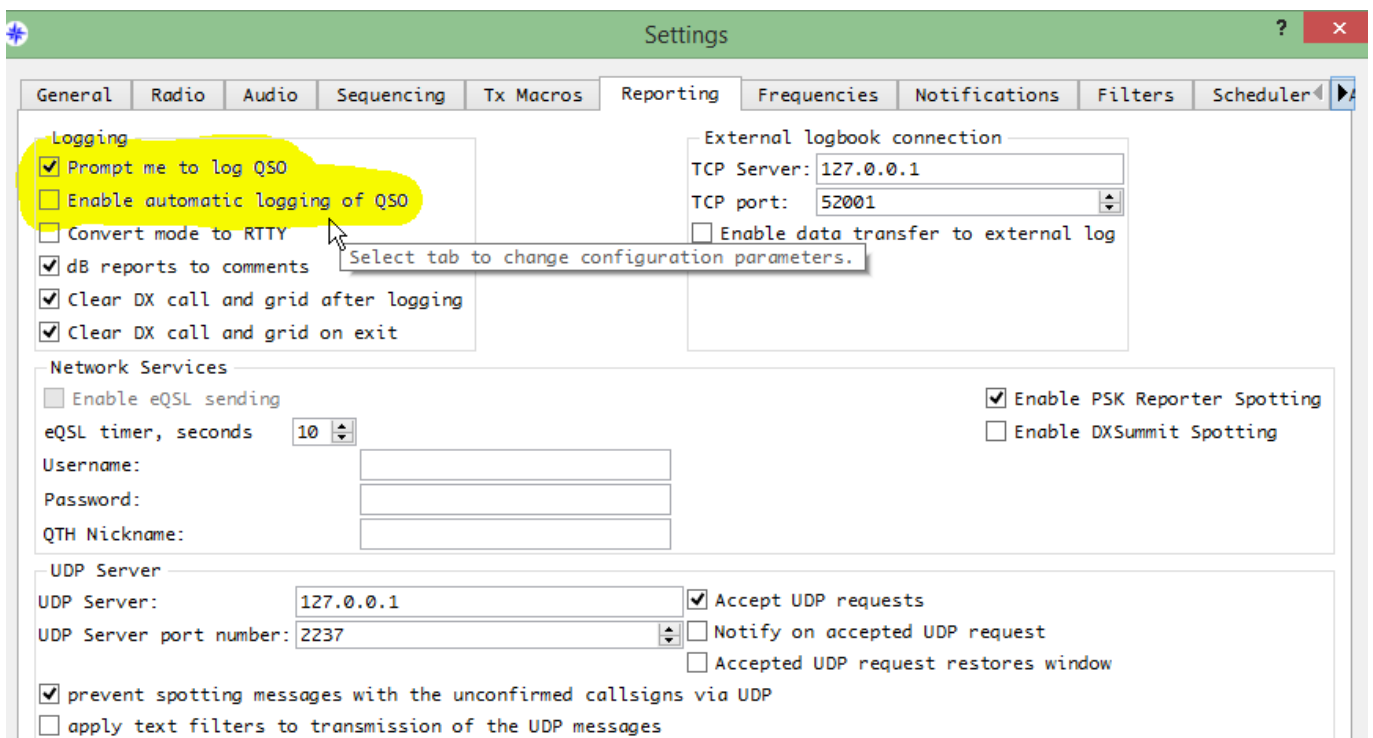 Settings
?
×
General Radio Audio Sequencing Tx Macros Reporting Frequencies Notifications Filters Scheduler
Logging
Prompt me to log QSO
Enable automatic logging of QSO
Convert mode to RTTY
dB reports to comments
Clear DX call and grid after logging
Clear DX call and grid on exit
External logbook connection
TCP Server: 127.0.0.1
TCP port: 52001
Enable data transfer to external log
Select tab to change configuration parameters.
Network Services
Enable eQSL sending
eQSL timer, seconds 10
Username:
Password:
QTH Nickname:
Enable PSK Reporter Spotting
Enable DXSummit Spotting
UDP Server
UDP Server: 127.0.0.1
UDP Server port number: 2237
Accept UDP requests
Notify on accepted UDP request
Accepted UDP request restores window
prevent spotting messages with the unconfirmed callsigns via UDP
apply text filters to transmission of the UDP messages